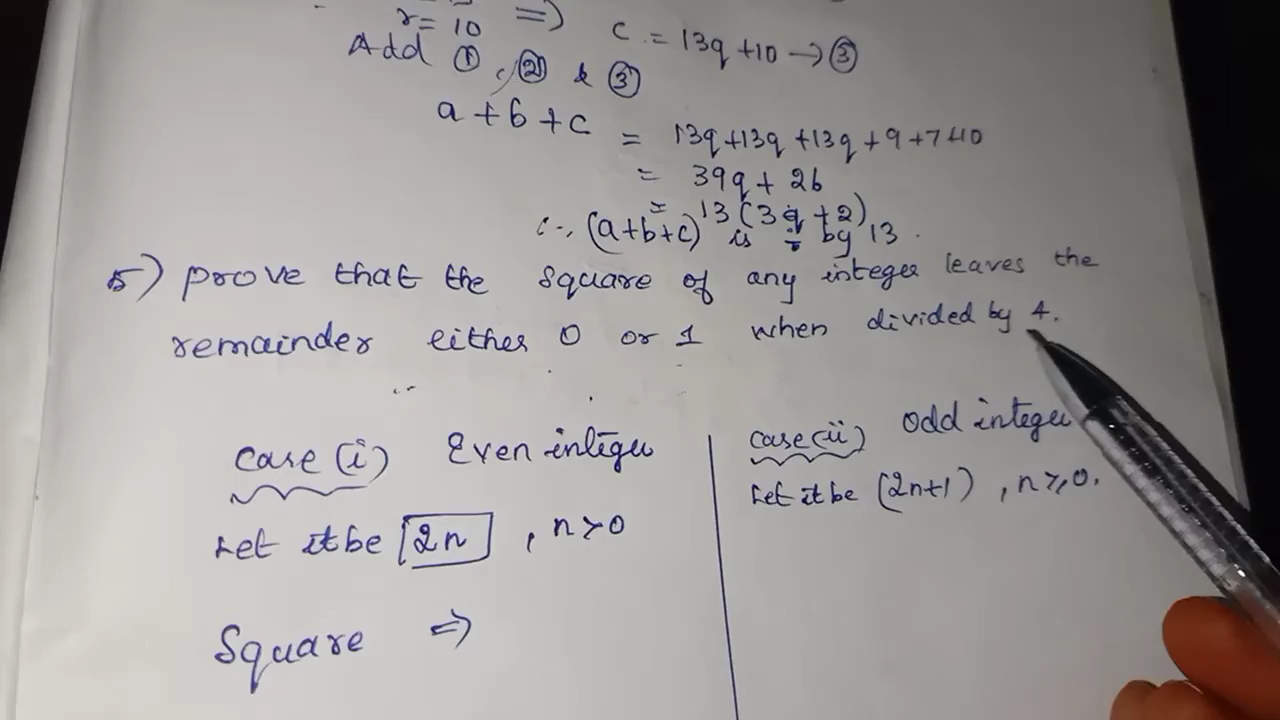 r = 10 => c = 13q +10 → ③
Add ①, ② & ③
a + b + c = 13q+13q +13q + 9 +7+10
= 39q + 26
= 13 (3q +2)
∴ (a+b+c) is ÷ by 13.
5) prove that the square of any integer leaves the
remainder either 0 or 1 when divided by 4.
case (i) Even integer
Let it be 2n , n>0
Square =>
case (ii) Odd integer
Let it be (2n+1) , n≥0.